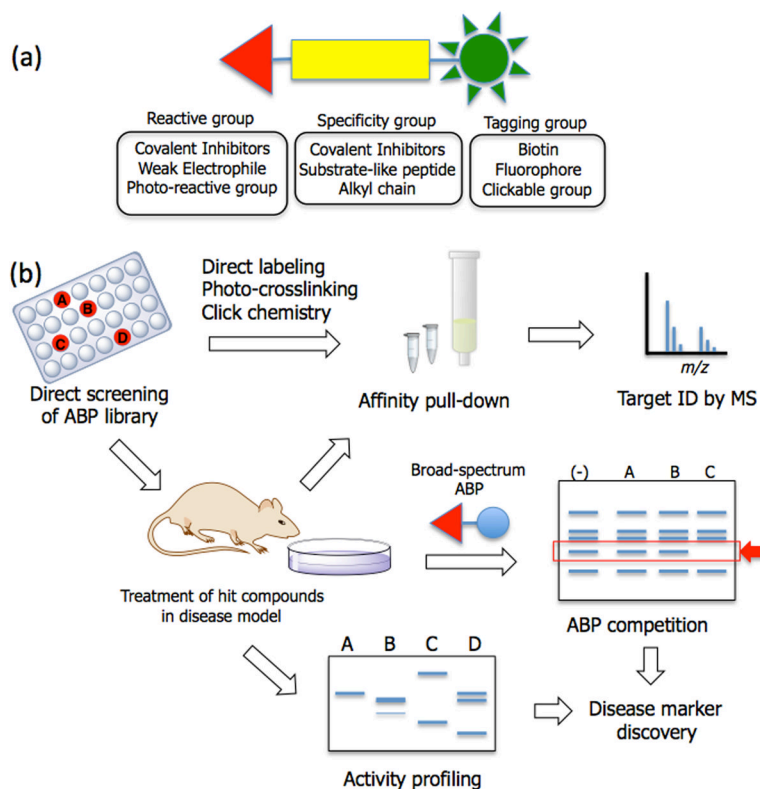 (a)
Reactive group
Covalent Inhibitors
Weak Electrophile
Photo-reactive group
Specificity group
Covalent Inhibitors
Substrate-like peptide
Alkyl chain
Tagging group
Biotin
Fluorophore
Clickable group
(b)
A
B
C
D
Direct screening
of ABP library
Direct labeling
Photo-crosslinking
Click chemistry
Affinity pull-down
m/z
Target ID by MS
Treatment of hit compounds
in disease model
Broad-spectrum
ABP
(-) A B C
ABP competition
A B C D
Activity profiling
Disease marker
discovery